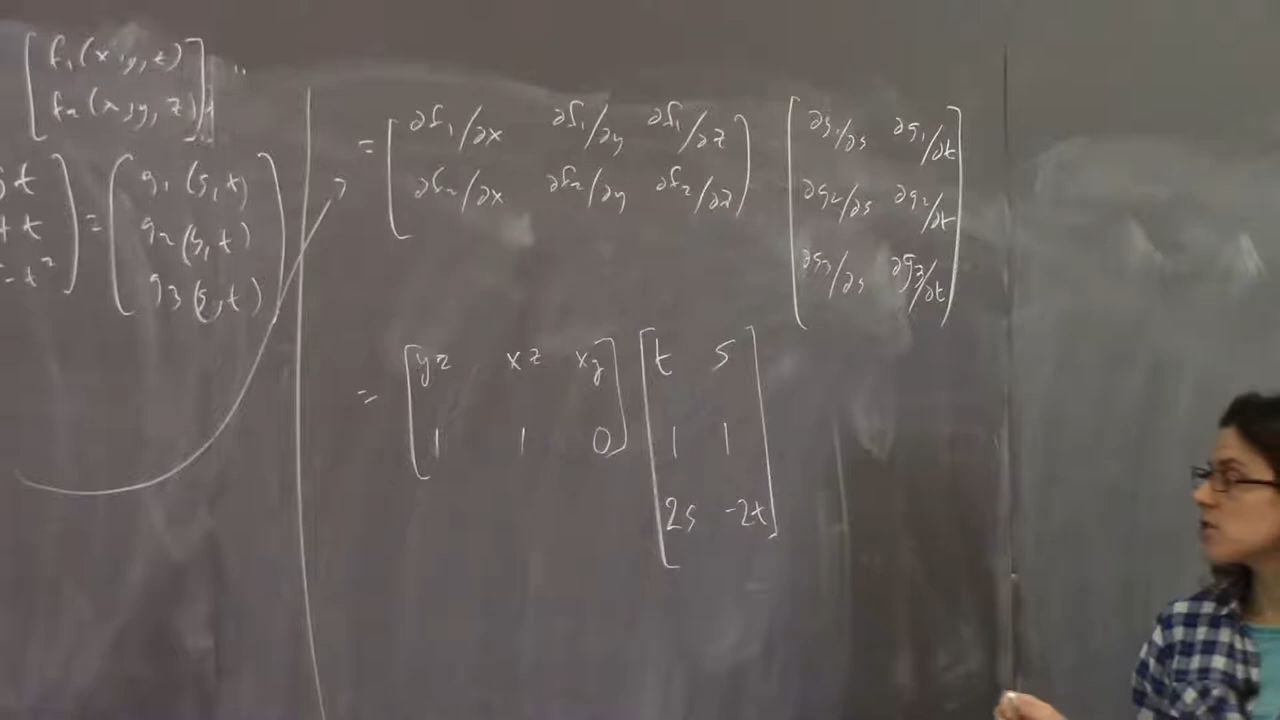 f₁(x,y,z)
f₂(x,y,z)
t
= g₁(s,t)
+ t
g₂(s,t)
- t²
g₃(s,t)
= [∂f₁/∂x ∂f₁/∂y ∂f₁/∂z] [∂g₁/∂s ∂g₁/∂t]
[∂f₂/∂x ∂f₂/∂y ∂f₂/∂z] [∂g₂/∂s ∂g₂/∂t]
[∂g₃/∂s ∂g₃/∂t]
= [yz xz xy] [t s]
[1 1 0] [1 1]
[2s -2t]